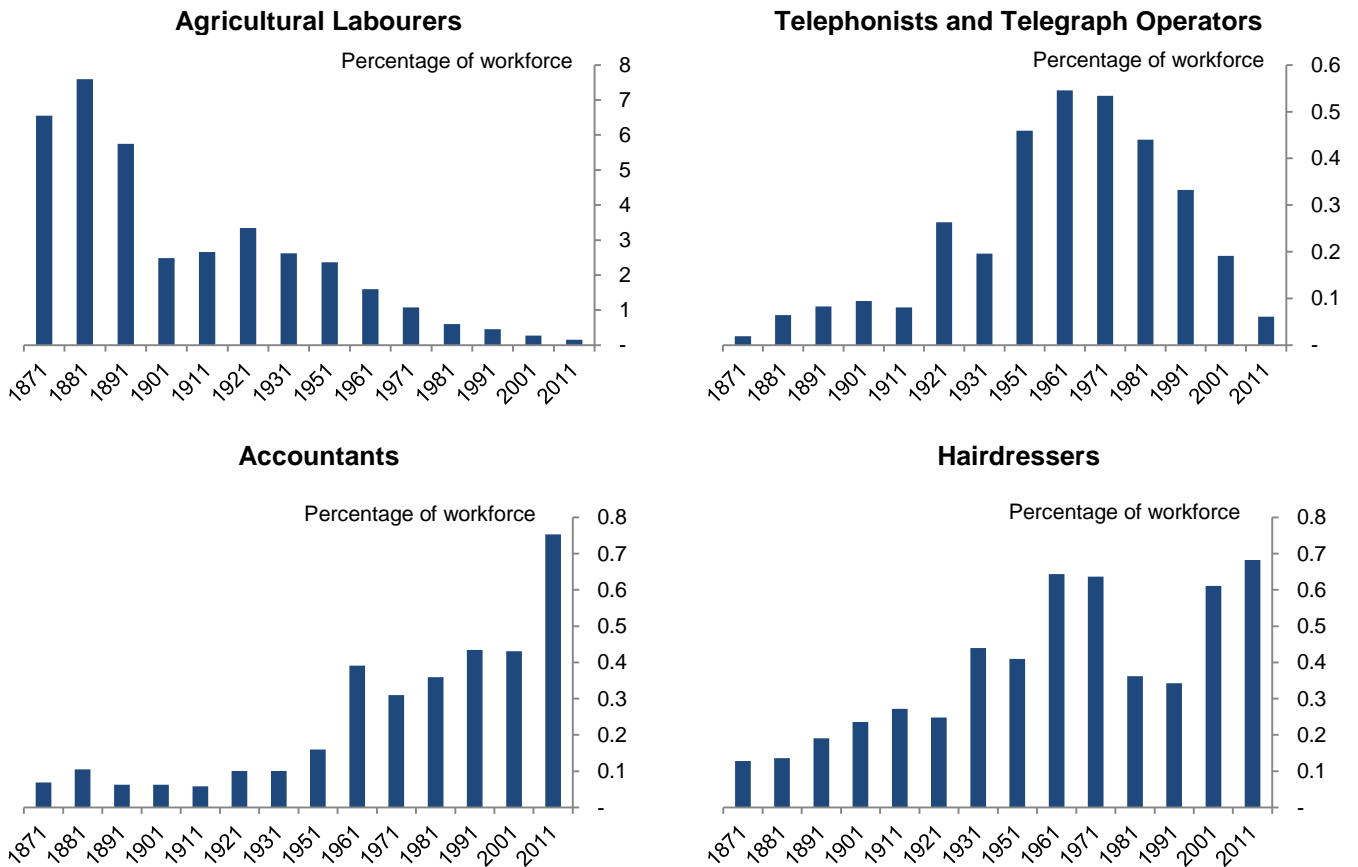 Agricultural Labourers
Percentage of workforce
8
7
6
5
4
3
2
1
-
1871 1881 1891 1901 1911 1921 1931 1951 1961 1971 1981 1991 2001 2011
Telephonists and Telegraph Operators
Percentage of workforce
0.6
0.5
0.4
0.3
0.2
0.1
-
1871 1881 1891 1901 1911 1921 1931 1951 1961 1971 1981 1991 2001 2011
Accountants
Percentage of workforce
0.8
0.7
0.6
0.5
0.4
0.3
0.2
0.1
-
1871 1881 1891 1901 1911 1921 1931 1951 1961 1971 1981 1991 2001 2011
Hairdressers
Percentage of workforce
0.8
0.7
0.6
0.5
0.4
0.3
0.2
0.1
-
1871 1881 1891 1901 1911 1921 1931 1951 1961 1971 1981 1991 2001 2011